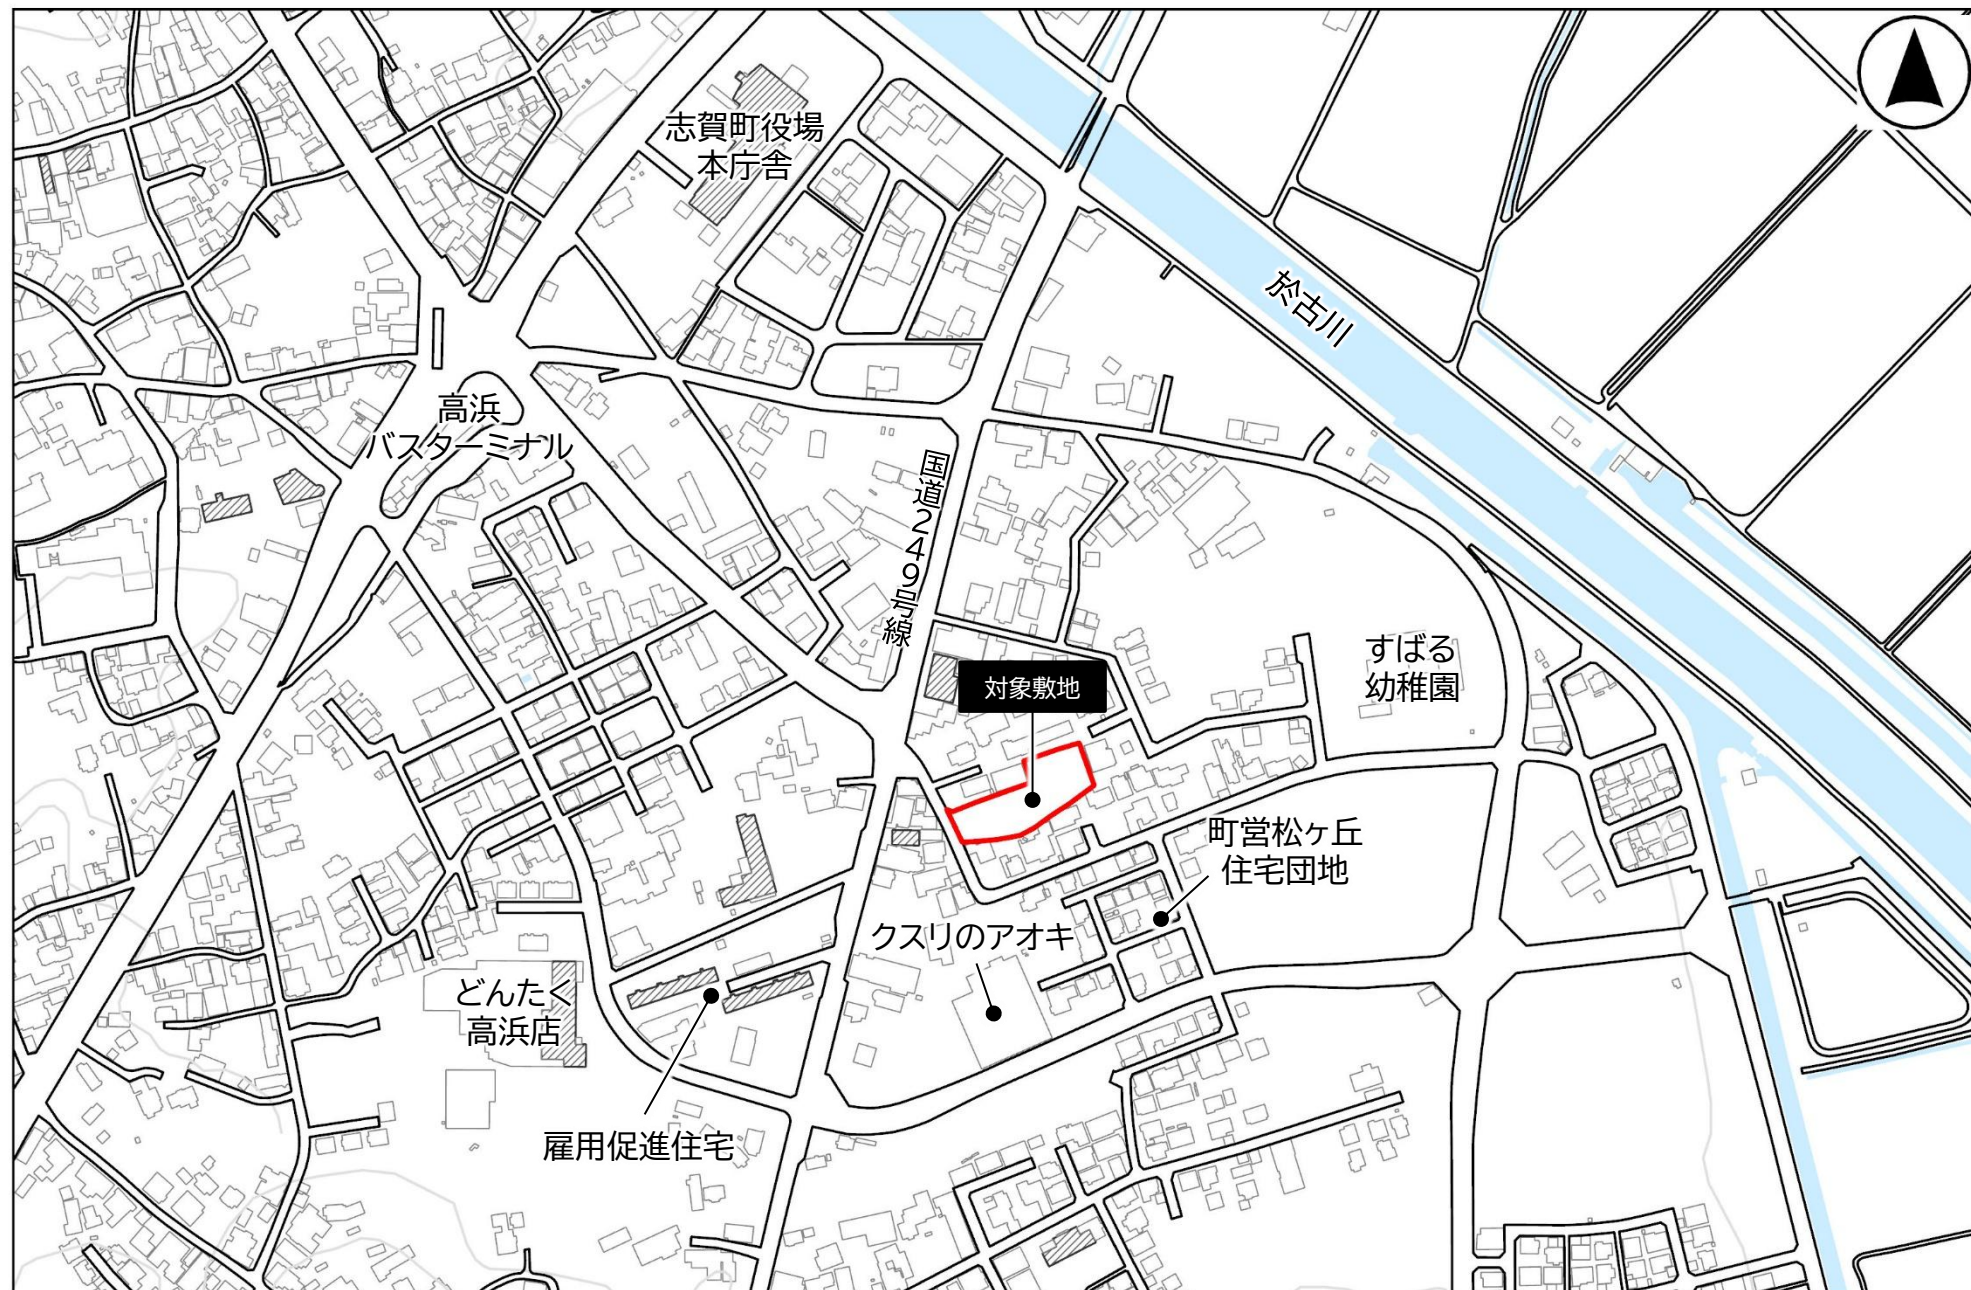 志賀町役場
本庁舎
於古川
高浜
バスターミナル
国道249号線
すばる
幼稚園
対象敷地
町営松ヶ丘
住宅団地
クスリのアオキ
どんたく
高浜店
雇用促進住宅